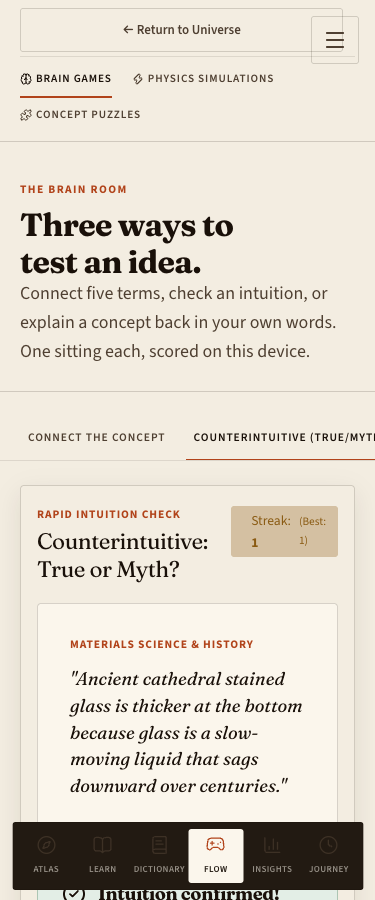 ← Return to Universe
BRAIN GAMES
PHYSICS SIMULATIONS
CONCEPT PUZZLES
THE BRAIN ROOM
Three ways to
test an idea.
Connect five terms, check an intuition, or
explain a concept back in your own words.
One sitting each, scored on this device.
CONNECT THE CONCEPT
COUNTERINTUITIVE (TRUE/MYT
RAPID INTUITION CHECK
Counterintuitive:
True or Myth?
Streak: (Best:
1 1)
MATERIALS SCIENCE & HISTORY
"Ancient cathedral stained
glass is thicker at the bottom
because glass is a slow-
moving liquid that sags
downward over centuries."
ATLAS
LEARN
DICTIONARY
FLOW
INSIGHTS
JOURNEY
Intuition confirmed!